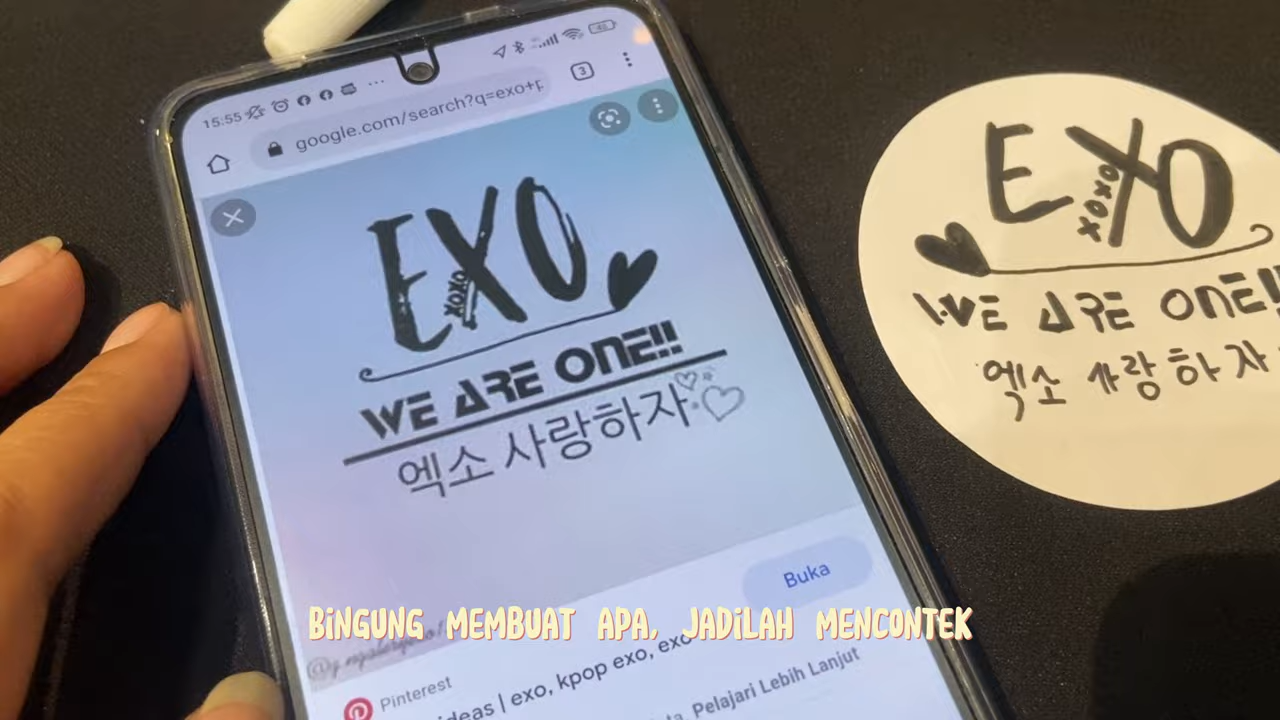 15:55
3
google.com/search?q=exo+p
EXO
XOXO
WE ARE ONE!!
엑소 사랑하자
Buka
Pinterest
ideas | exo, kpop exo, exo
Pelajari Lebih Lanjut
EXO
XOXO
WE ARE ONE!!
엑소 사랑하자
BINGUNG MEMBUAT APA, JADILAH MENCONTEK